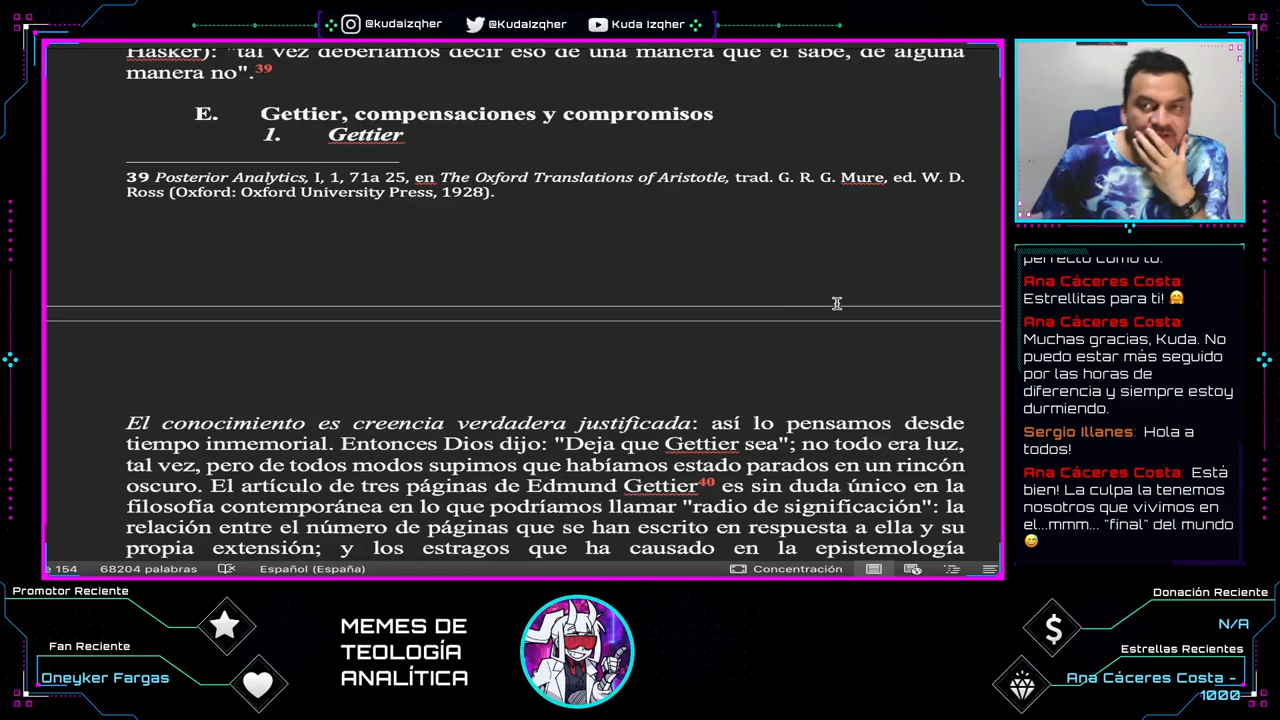 @kudaizqher
@Kudaizqher
Kuda Izqher
Hasker): "tal vez deberíamos decir eso de una manera que él sabe, de alguna
manera no".39
E. Gettier, compensaciones y compromisos
1. Gettier
39 Posterior Analytics, I, 1, 71a 25, en The Oxford Translations of Aristotle, trad. G. R. G. Mure, ed. W. D.
Ross (Oxford: Oxford University Press, 1928).
El conocimiento es creencia verdadera justificada: así lo pensamos desde
tiempo inmemorial. Entonces Dios dijo: "Deja que Gettier sea"; no todo era luz,
tal vez, pero de todos modos supimos que habíamos estado parados en un rincón
oscuro. El artículo de tres páginas de Edmund Gettier40 es sin duda único en la
filosofía contemporánea en lo que podríamos llamar "radio de significación": la
relación entre el número de páginas que se han escrito en respuesta a ella y su
propia extensión; y los estragos que ha causado en la epistemología
e 154 68204 palabras Español (España) Concentración
perfecto como tú.
Ana Cáceres Costa:
Estrellitas para ti! 🤗
Ana Cáceres Costa:
Muchas gracias, Kuda. No
puedo estar más seguido
por las horas de
diferencia y siempre estoy
durmiendo.
Sergio Illanes: Hola a
todos!
Ana Cáceres Costa: Está
bien! La culpa la tenemos
nosotros que vivimos en
el...mmm... "final" del mundo
😅
Promotor Reciente
Fan Reciente
Oneyker Fargas
MEMES DE
TEOLOGÍA
ANALÍTICA
Donación Reciente
N/A
Estrellas Recientes
Ana Cáceres Costa -
1000